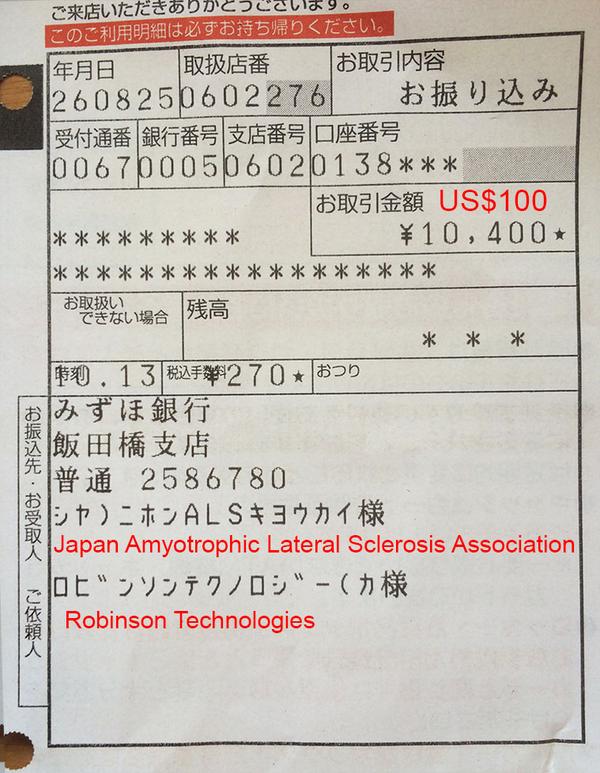 ご来店いただきありがとうございます。
このご利用明細は必ずお持ち帰りください。
年月日 取扱店番 お取引内容
260825 0602276 お振り込み
受付通番 銀行番号 支店番号 口座番号
0067 0005 0602 0138***
お取引金額 US$100
¥10,400★
*********
******************
お取扱い
できない場合
残高
***
時刻 税込手数料 おつり
10.13 ¥270★
お振込先・お受取人 ご依頼人
みずほ銀行
飯田橋支店
普通 2586780
シヤ)ニホンALSキヨウカイ様
Japan Amyotrophic Lateral Sclerosis Association
ロビンソンテクノロジー(カ様
Robinson Technologies